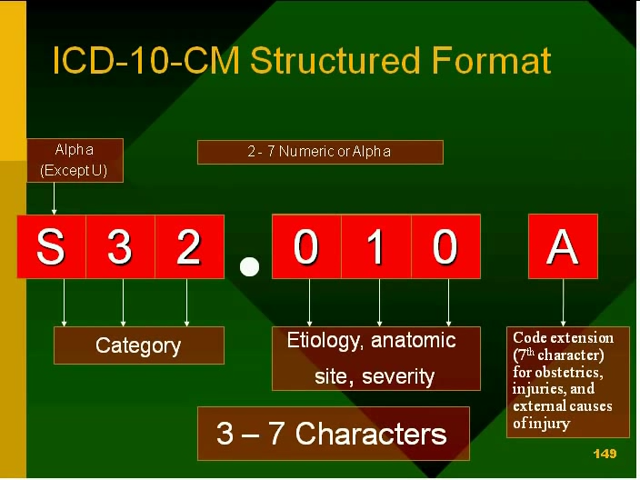 ICD-10-CM Structured Format
Alpha
(Except U)
2 - 7 Numeric or Alpha
S 3 2 . 0 1 0 A
Category
Etiology, anatomic
site, severity
Code extension
(7th character)
for obstetrics,
injuries, and
external causes
of injury
3 – 7 Characters
149